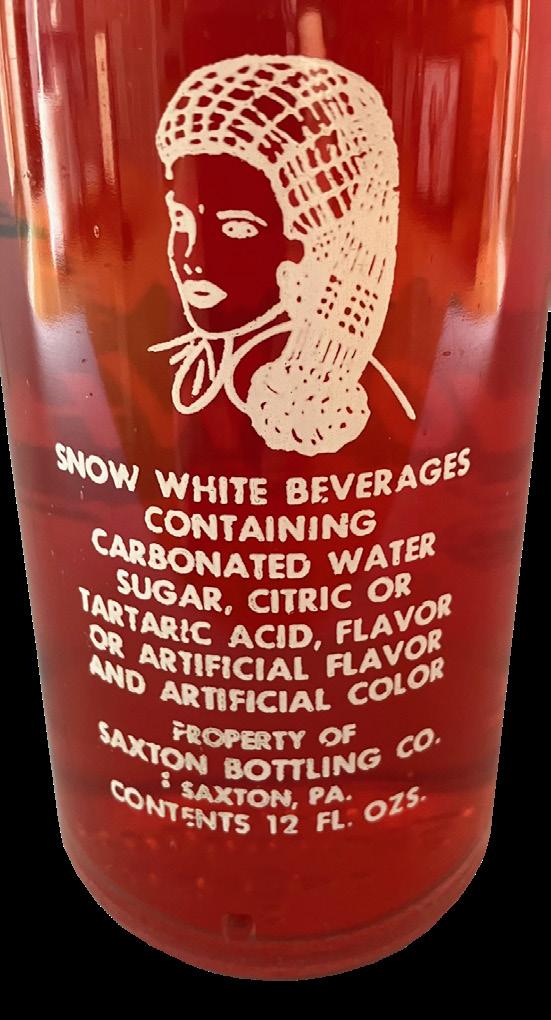 SNOW WHITE BEVERAGES
CONTAINING
CARBONATED WATER
SUGAR, CITRIC OR
TARTARIC ACID, FLAVOR
OR ARTIFICIAL FLAVOR
AND ARTIFICIAL COLOR
PROPERTY OF
SAXTON BOTTLING CO.
SAXTON, PA.
CONTENTS 12 FL. OZS.